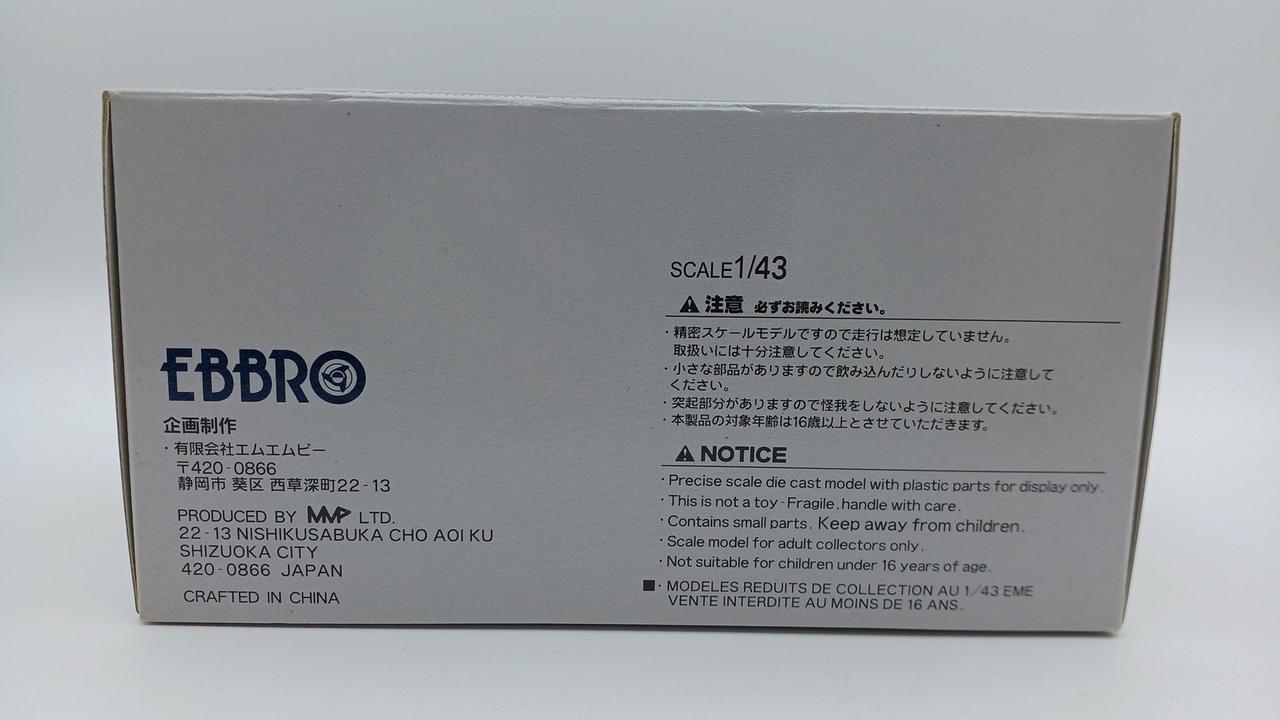 EBBRO
企画制作
・有限会社エムエムピー
〒420-0866
静岡市 葵区 西草深町22-13
PRODUCED BY MMP LTD.
22-13 NISHIKUSABUKA CHO AOI KU
SHIZUOKA CITY
420-0866 JAPAN
CRAFTED IN CHINA
SCALE1/43
⚠ 注意 必ずお読みください。
・精密スケールモデルですので走行は想定していません。
取扱いには十分注意してください。
・小さな部品がありますので飲み込んだりしないように注意して
ください。
・突起部分がありますので怪我をしないように注意してください。
・本製品の対象年齢は16歳以上とさせていただきます。
⚠ NOTICE
・Precise scale die cast model with plastic parts for display only.
・This is not a toy-Fragile,handle with care.
・Contains small parts. Keep away from children.
・Scale model for adult collectors only.
・Not suitable for children under 16 years of age.
■・MODELES REDUITS DE COLLECTION AU 1/43 EME
VENTE INTERDITE AU MOINS DE 16 ANS.